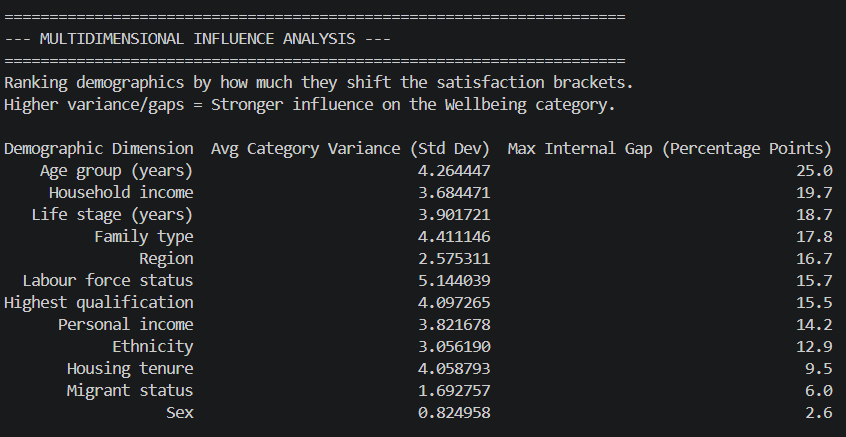 ======================================================================
--- MULTIDIMENSIONAL INFLUENCE ANALYSIS ---
======================================================================
Ranking demographics by how much they shift the satisfaction brackets.
Higher variance/gaps = Stronger influence on the Wellbeing category.

Demographic Dimension  Avg Category Variance (Std Dev)  Max Internal Gap (Percentage Points)
    Age group (years)                         4.264447                                  25.0
     Household income                         3.684471                                  19.7
   Life stage (years)                         3.901721                                  18.7
          Family type                         4.411146                                  17.8
               Region                         2.575311                                  16.7
  Labour force status                         5.144039                                  15.7
Highest qualification                         4.097265                                  15.5
      Personal income                         3.821678                                  14.2
            Ethnicity                         3.056190                                  12.9
       Housing tenure                         4.058793                                   9.5
       Migrant status                         1.692757                                   6.0
                  Sex                         0.824958                                   2.6